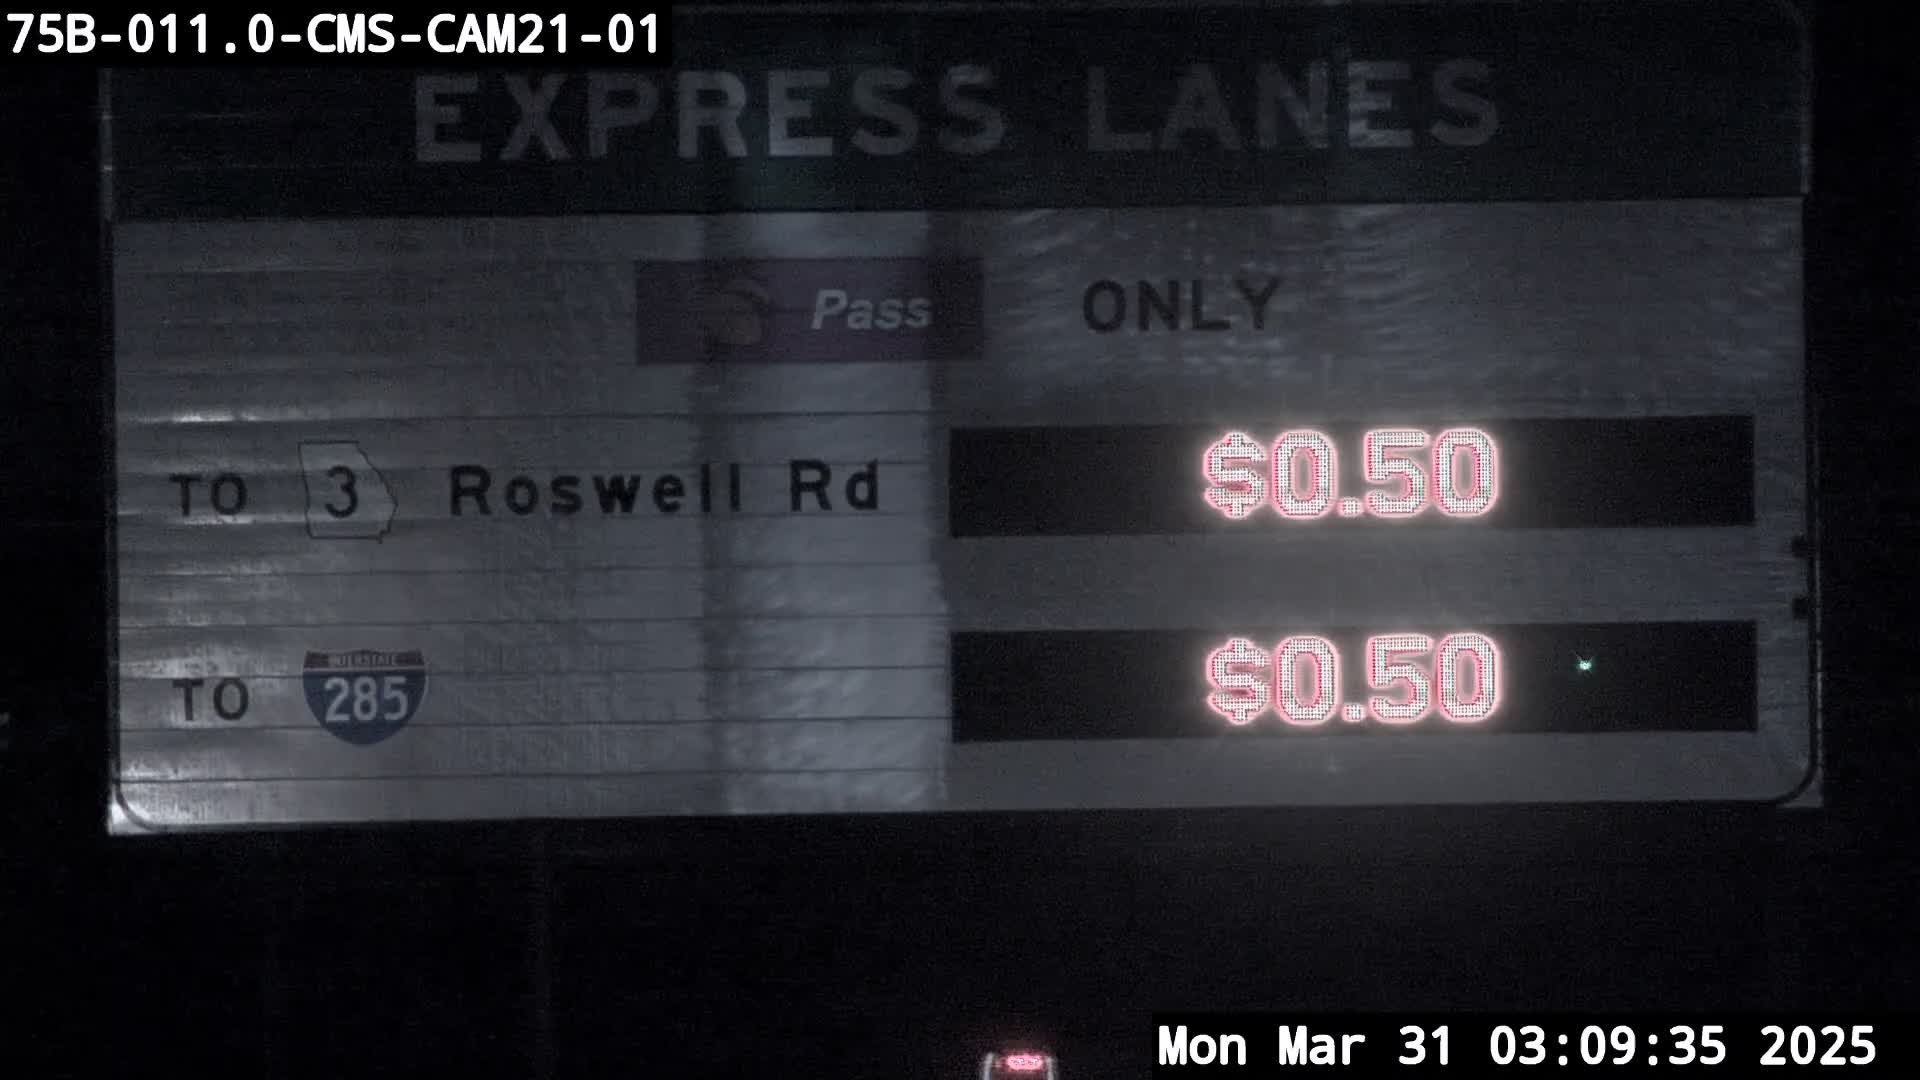 75B-011.0-CMS-CAM21-01
EXPRESS LANES
Pass ONLY
TO 3 Roswell Rd $0.50
TO INTERSTATE 285 $0.50
Mon Mar 31 03:09:35 2025